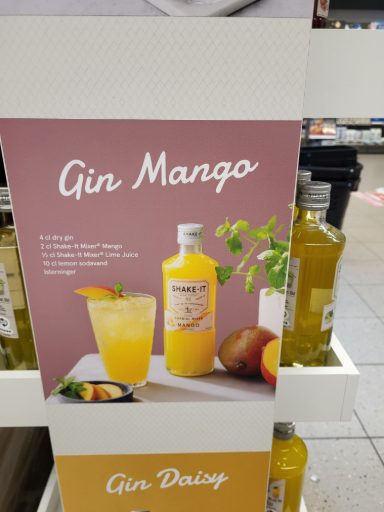 Gin Mango
4 cl dry gin
2 cl Shake-It Mixer® Mango
½ cl Shake-It Mixer® Lime Juice
10 cl lemon sodavand
Isterninger
SHAKE-IT
MANGO
Gin Daisy